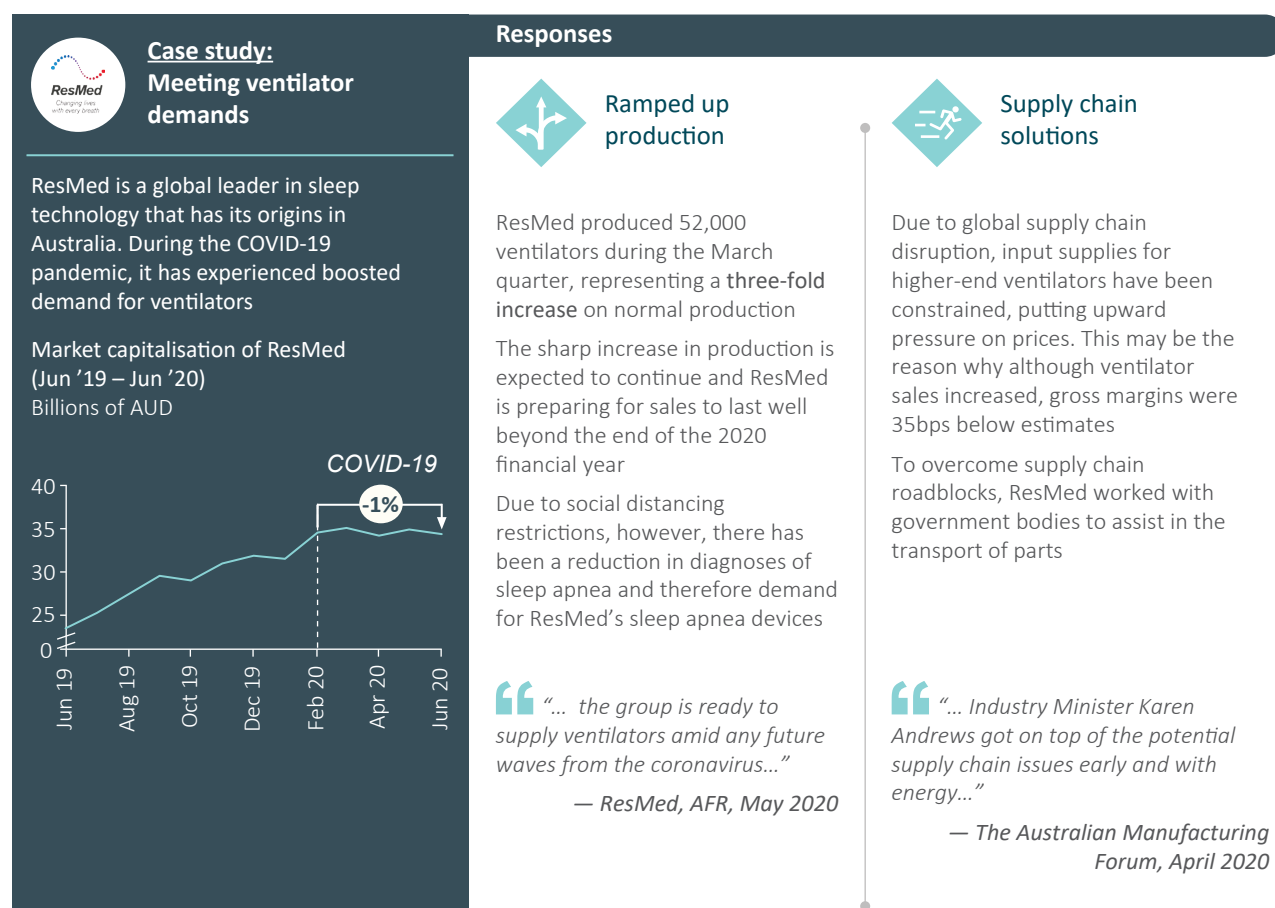 ResMed
Changing lives
with every breath
Case study:
Meeting ventilator
demands
ResMed is a global leader in sleep
technology that has its origins in
Australia. During the COVID-19
pandemic, it has experienced boosted
demand for ventilators
Market capitalisation of ResMed
(Jun ’19 – Jun ’20)
Billions of AUD
COVID-19
-1%
40
35
30
25
0
Jun 19
Aug 19
Oct 19
Dec 19
Feb 20
Apr 20
Jun 20
Responses
Ramped up
production
ResMed produced 52,000
ventilators during the March
quarter, representing a three-fold
increase on normal production
The sharp increase in production is
expected to continue and ResMed
is preparing for sales to last well
beyond the end of the 2020
financial year
Due to social distancing
restrictions, however, there has
been a reduction in diagnoses of
sleep apnea and therefore demand
for ResMed’s sleep apnea devices
“… the group is ready to
supply ventilators amid any future
waves from the coronavirus…”
— ResMed, AFR, May 2020
Supply chain
solutions
Due to global supply chain
disruption, input supplies for
higher-end ventilators have been
constrained, putting upward
pressure on prices. This may be the
reason why although ventilator
sales increased, gross margins were
35bps below estimates
To overcome supply chain
roadblocks, ResMed worked with
government bodies to assist in the
transport of parts
“… Industry Minister Karen
Andrews got on top of the potential
supply chain issues early and with
energy…”
— The Australian Manufacturing
Forum, April 2020